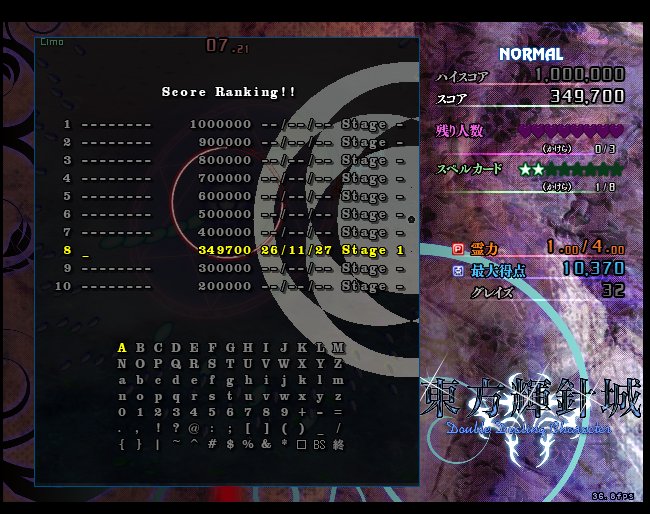 Cimo
07.21
Score Ranking!!
1 -------- 1000000 --/--/-- Stage -
2 -------- 900000 --/--/-- Stage -
3 -------- 800000 --/--/-- Stage -
4 -------- 700000 --/--/-- Stage -
5 -------- 600000 --/--/-- Stage -
6 -------- 500000 --/--/-- Stage -
7 -------- 400000 --/--/-- Stage -
8 _ 349700 26/11/27 Stage 1
9 -------- 300000 --/--/-- Stage -
10 -------- 200000 --/--/-- Stage -
A B C D E F G H I J K L M
N O P Q R S T U V W X Y Z
a b c d e f g h i j k l m
n o p q r s t u v w x y z
0 1 2 3 4 5 6 7 8 9 + - =
. , ! ? @ : ; [ ] ( ) _ /
{ } | ~ ^ # $ % & * □ BS 終
NORMAL
ハイスコア 1,000,000
スコア 349,700
残り人数
(かけら) 0/3
スペルカード ★★
(かけら) 1/8
P 霊力 1.00/4.00
最大得点 10,370
グレイズ 32
東方輝針城
Double Dealing Character
36.8fps